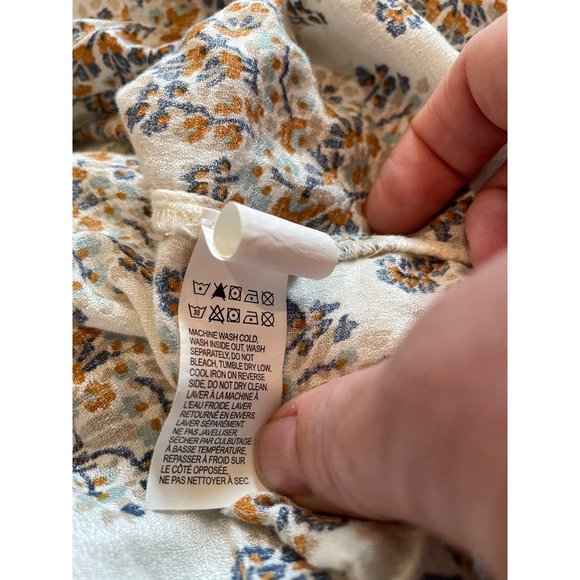 30
MACHINE WASH COLD,
WASH INSIDE OUT, WASH
SEPARATELY, DO NOT
BLEACH, TUMBLE DRY LOW,
COOL IRON ON REVERSE
SIDE, DO NOT DRY CLEAN.
LAVER À LA MACHINE À
L'EAU FROIDE, LAVER
RETOURNÉ EN ENVERS,
LAVER SÉPARÉMENT,
NE PAS JAVELLISER,
SÉCHER PAR CULBUTAGE
À BASSE TEMPÉRATURE,
REPASSER À FROID SUR
LE CÔTÉ OPPOSÉE,
NE PAS NETTOYER À SEC.